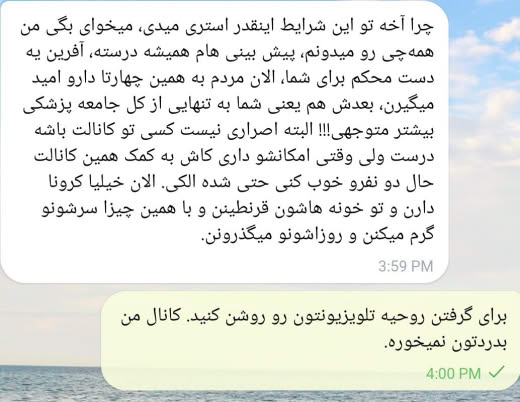 چرا آخه تو این شرایط اینقدر استری میدی، میخوای بگی من
همه‌چی رو میدونم، پیش بینی هام همیشه درسته، آفرین یه
دست محکم برای شما، الان مردم به همین چهارتا دارو امید
میگیرن، بعدش هم یعنی شما به تنهایی از کل جامعه پزشکی
بیشتر متوجهی!!! البته اصراری نیست کسی تو کانالت باشه
درست ولی وقتی امکانشو داری کاش به کمک همین کانالت
حال دو نفرو خوب کنی حتی شده الکی. الان خیلیا کرونا
دارن و تو خونه هاشون قرنطینن و با همین چیزا سرشونو
گرم میکنن و روزاشونو میگذرونن.
3:59 PM
برای گرفتن روحیه تلویزیونتون رو روشن کنید. کانال من
بدردتون نمیخوره.
4:00 PM